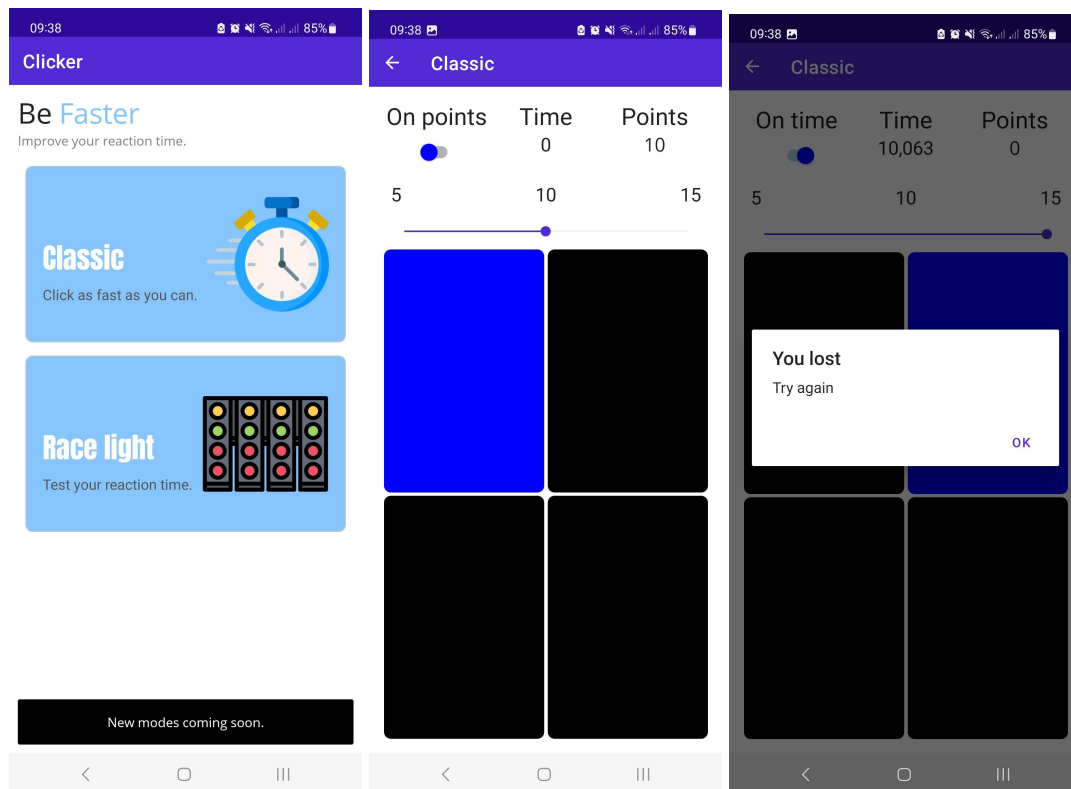 09:38 85%
Clicker
Be Faster
Improve your reaction time.
Classic
Click as fast as you can.
Race light
Test your reaction time.
New modes coming soon.
09:38 85%
Classic
On points Time Points
0 10
5 10 15
09:38 85%
Classic
On time Time Points
10,063 0
5 10 15
You lost
Try again
OK